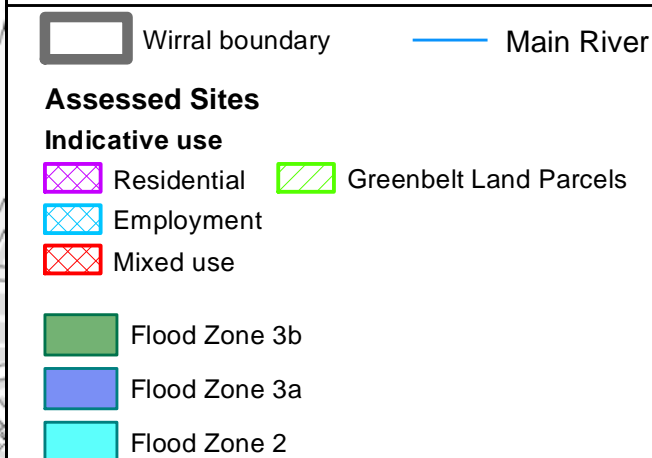 Wirral boundary Main River
Assessed Sites
Indicative use
Residential Greenbelt Land Parcels
Employment
Mixed use
Flood Zone 3b
Flood Zone 3a
Flood Zone 2